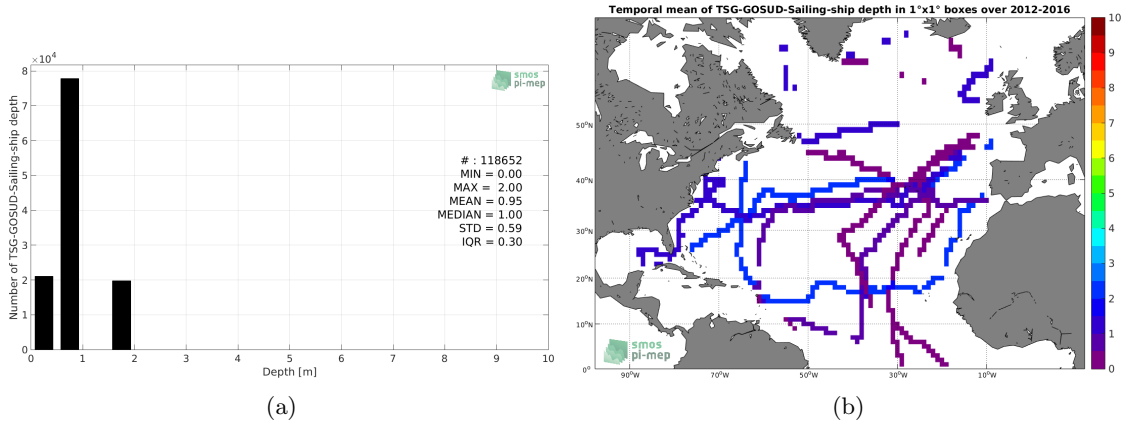 ×10⁴
8
7
6
5
4
3
2
1
0
Number of TSG-GOSUD-Sailing-ship depth
smos
pi-mep
# : 118652
MIN = 0.00
MAX = 2.00
MEAN = 0.95
MEDIAN = 1.00
STD = 0.59
IQR = 0.30
0 1 2 3 4 5 6 7 8 9 10
Depth [m]
(a)
Temporal mean of TSG-GOSUD-Sailing-ship depth in 1°x1° boxes over 2012-2016
50°N
40°N
30°N
20°N
10°N
0°
90°W 70°W 50°W 30°W 10°W
smos
pi-mep
10
9
8
7
6
5
4
3
2
1
0
(b)